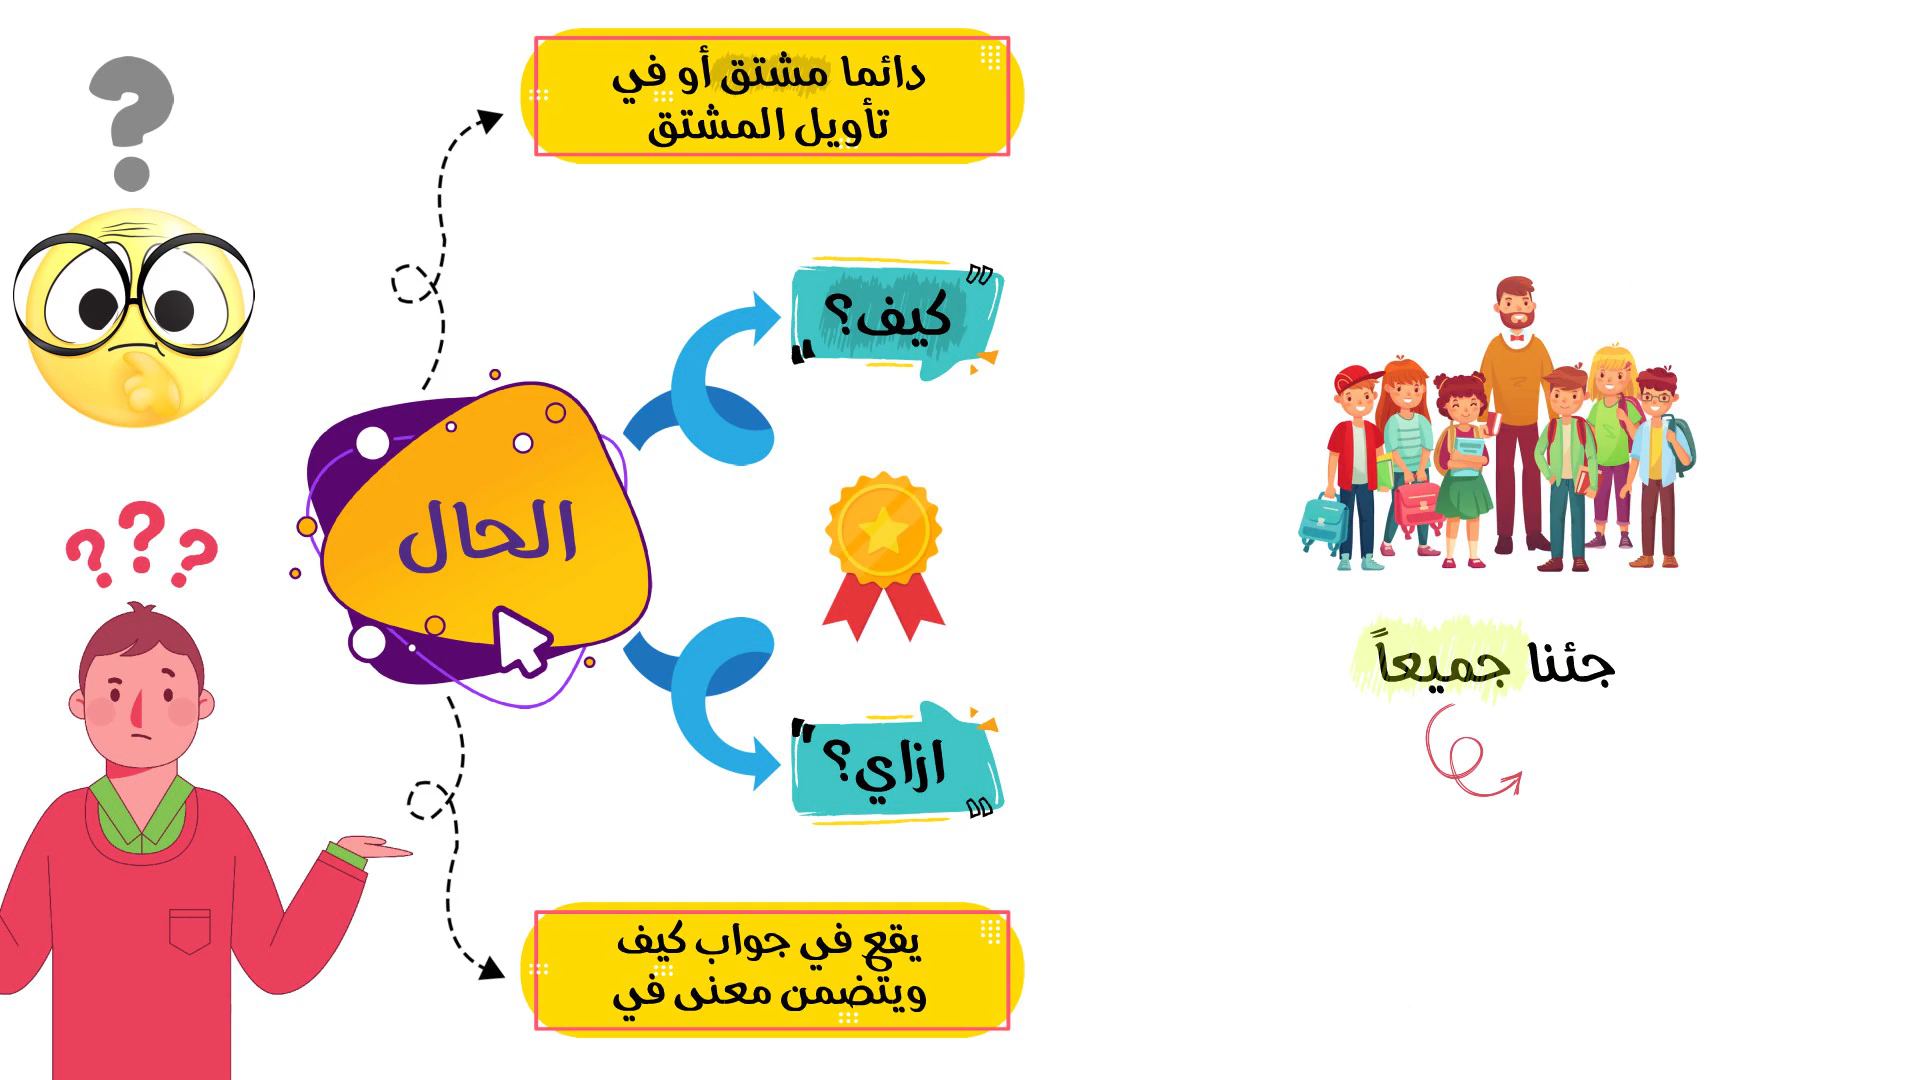 دائما مشتق أو في
تأويل المشتق
كيف؟
الحال
ازاي؟
يقع في جواب كيف
ويتضمن معنى في
جئنا جميعاً